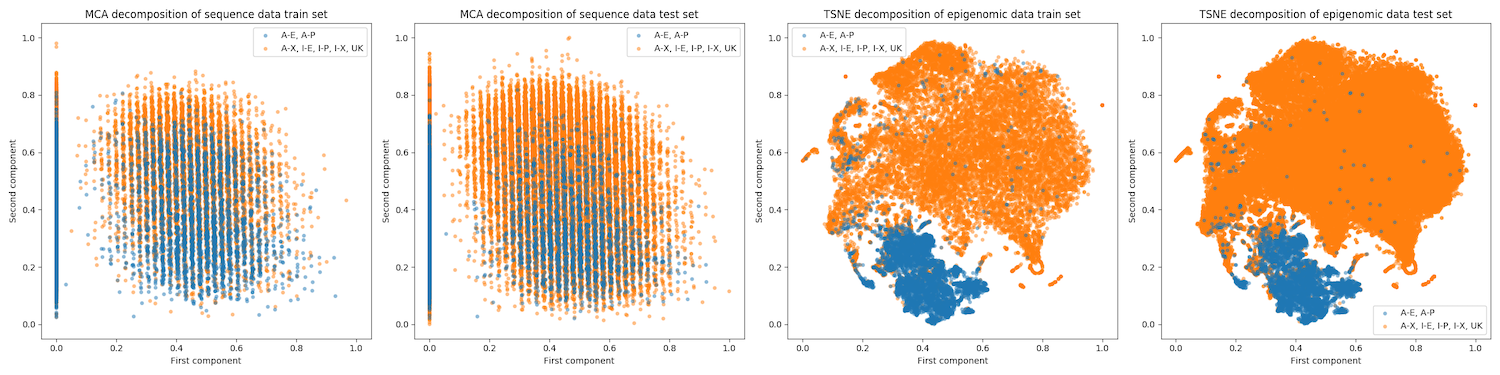 MCA decomposition of sequence data train set
1.0
0.8
0.6
0.4
0.2
0.0
Second component
A-E, A-P
A-X, I-E, I-P, I-X, UK
0.0 0.2 0.4 0.6 0.8 1.0
First component
MCA decomposition of sequence data test set
1.0
0.8
0.6
0.4
0.2
0.0
Second component
A-E, A-P
A-X, I-E, I-P, I-X, UK
0.0 0.2 0.4 0.6 0.8 1.0
First component
TSNE decomposition of epigenomic data train set
1.0
0.8
0.6
0.4
0.2
0.0
Second component
A-E, A-P
A-X, I-E, I-P, I-X, UK
0.0 0.2 0.4 0.6 0.8 1.0
First component
TSNE decomposition of epigenomic data test set
1.0
0.8
0.6
0.4
0.2
0.0
Second component
A-E, A-P
A-X, I-E, I-P, I-X, UK
0.0 0.2 0.4 0.6 0.8 1.0
First component